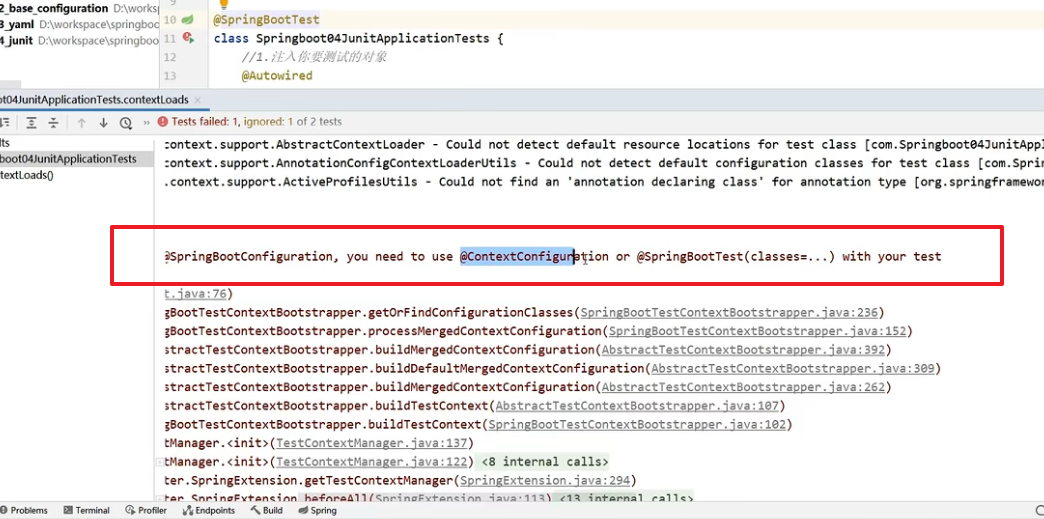 9
2_base_configuration D:\works
3_yaml D:\workspace\springboo
4_junit D:\workspace\springboo
10 @SpringBootTest
11 class Springboot04JunitApplicationTests {
12 //1.注入你要测试的对象
13 @Autowired
ot04JunitApplicationTests.contextLoads ×
» Tests failed: 1, ignored: 1 of 2 tests
lts
boot04JunitApplicationTests
textLoads()
context.support.AbstractContextLoader - Could not detect default resource locations for test class [com.Springboot04JunitAppl
context.support.AnnotationConfigContextLoaderUtils - Could not detect default configuration classes for test class [com.Sprin
.context.support.ActiveProfilesUtils - Could not find an 'annotation declaring class' for annotation type [org.springframewor
@SpringBootConfiguration, you need to use @ContextConfiguration or @SpringBootTest(classes=...) with your test
t.java:76)
gBootTestContextBootstrapper.getOrFindConfigurationClasses(SpringBootTestContextBootstrapper.java:236)
gBootTestContextBootstrapper.processMergedContextConfiguration(SpringBootTestContextBootstrapper.java:152)
stractTestContextBootstrapper.buildMergedContextConfiguration(AbstractTestContextBootstrapper.java:392)
stractTestContextBootstrapper.buildDefaultMergedContextConfiguration(AbstractTestContextBootstrapper.java:309)
stractTestContextBootstrapper.buildMergedContextConfiguration(AbstractTestContextBootstrapper.java:262)
stractTestContextBootstrapper.buildTestContext(AbstractTestContextBootstrapper.java:107)
gBootTestContextBootstrapper.buildTestContext(SpringBootTestContextBootstrapper.java:102)
tManager.<init>(TestContextManager.java:137)
tManager.<init>(TestContextManager.java:122) <8 internal calls>
ter.SpringExtension.getTestContextManager(SpringExtension.java:294)
ter.SpringExtension.beforeAll(SpringExtension.java:113) <13 internal calls>
Problems Terminal Profiler Endpoints Build Spring